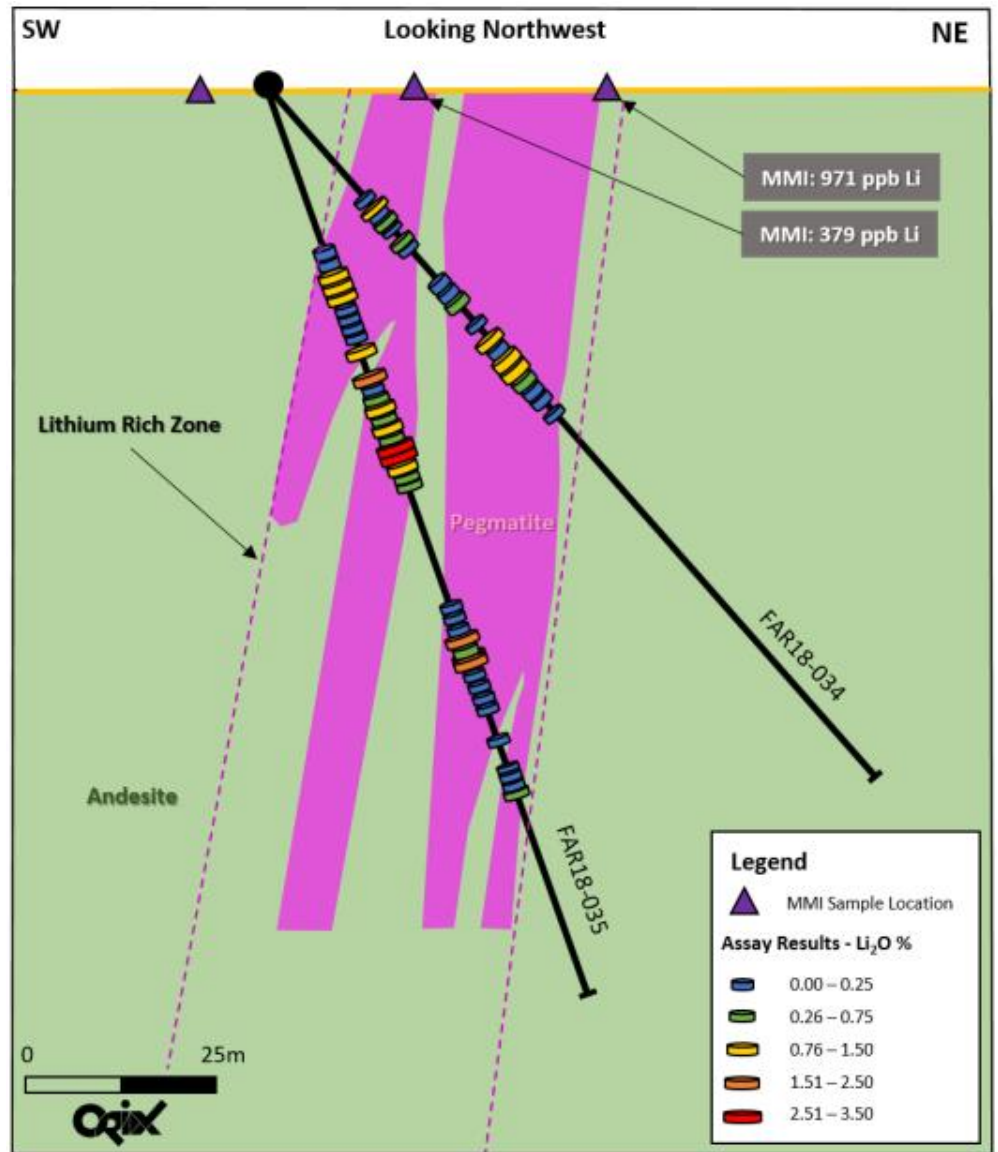 SW
Looking Northwest
NE
MMI: 971 ppb Li
MMI: 379 ppb Li
Lithium Rich Zone
Pegmatite
FAR18-034
Andesite
FAR18-035
Legend
MMI Sample Location
Assay Results - Li₂O %
0.00 – 0.25
0.26 – 0.75
0.76 – 1.50
1.51 – 2.50
2.51 – 3.50
0
25m